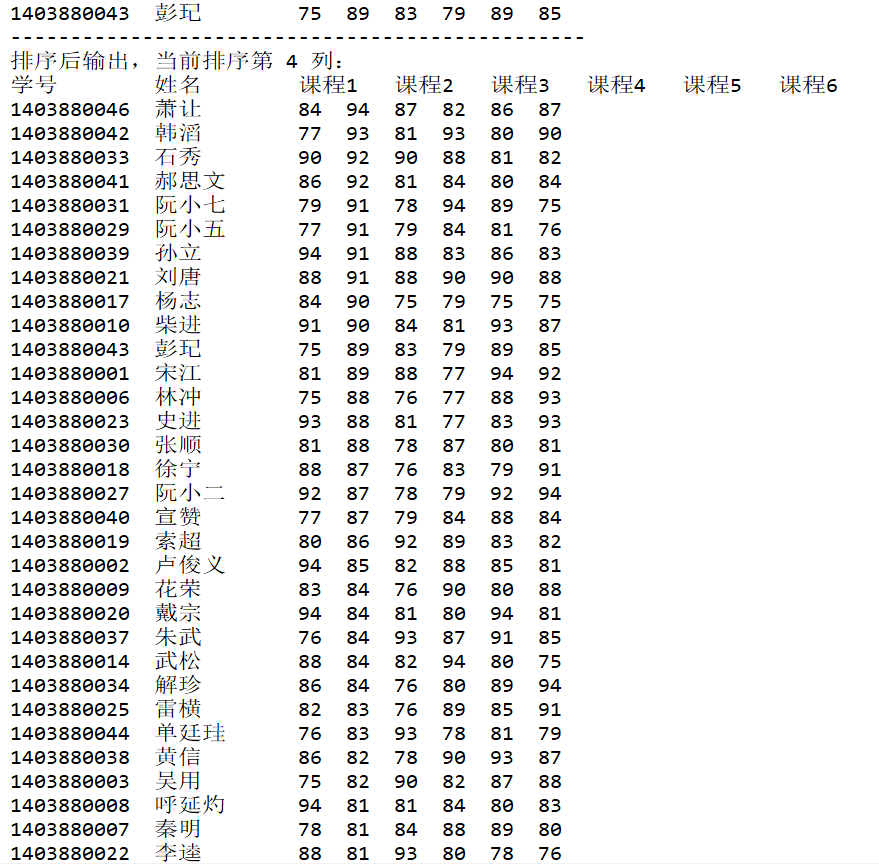 1403880043 彭玘 75 89 83 79 89 85
------------------------------------------------
排序后输出，当前排序第 4 列：
学号 姓名 课程1 课程2 课程3 课程4 课程5 课程6
1403880046 萧让 84 94 87 82 86 87
1403880042 韩滔 77 93 81 93 80 90
1403880033 石秀 90 92 90 88 81 82
1403880041 郝思文 86 92 81 84 80 84
1403880031 阮小七 79 91 78 94 89 75
1403880029 阮小五 77 91 79 84 81 76
1403880039 孙立 94 91 88 83 86 83
1403880021 刘唐 88 91 88 90 90 88
1403880017 杨志 84 90 75 79 75 75
1403880010 柴进 91 90 84 81 93 87
1403880043 彭玘 75 89 83 79 89 85
1403880001 宋江 81 89 88 77 94 92
1403880006 林冲 75 88 76 77 88 93
1403880023 史进 93 88 81 77 83 93
1403880030 张顺 81 88 78 87 80 81
1403880018 徐宁 88 87 76 83 79 91
1403880027 阮小二 92 87 78 79 92 94
1403880040 宣赞 77 87 79 84 88 84
1403880019 索超 80 86 92 89 83 82
1403880002 卢俊义 94 85 82 88 85 81
1403880009 花荣 83 84 76 90 80 88
1403880020 戴宗 94 84 81 80 94 81
1403880037 朱武 76 84 93 87 91 85
1403880014 武松 88 84 82 94 80 75
1403880034 解珍 86 84 76 80 89 94
1403880025 雷横 82 83 76 89 85 91
1403880044 单廷珪 76 83 93 78 81 79
1403880038 黄信 86 82 78 90 93 87
1403880003 吴用 75 82 90 82 87 88
1403880008 呼延灼 94 81 81 84 80 83
1403880007 秦明 78 81 84 88 89 80
1403880022 李逵 88 81 93 80 78 76